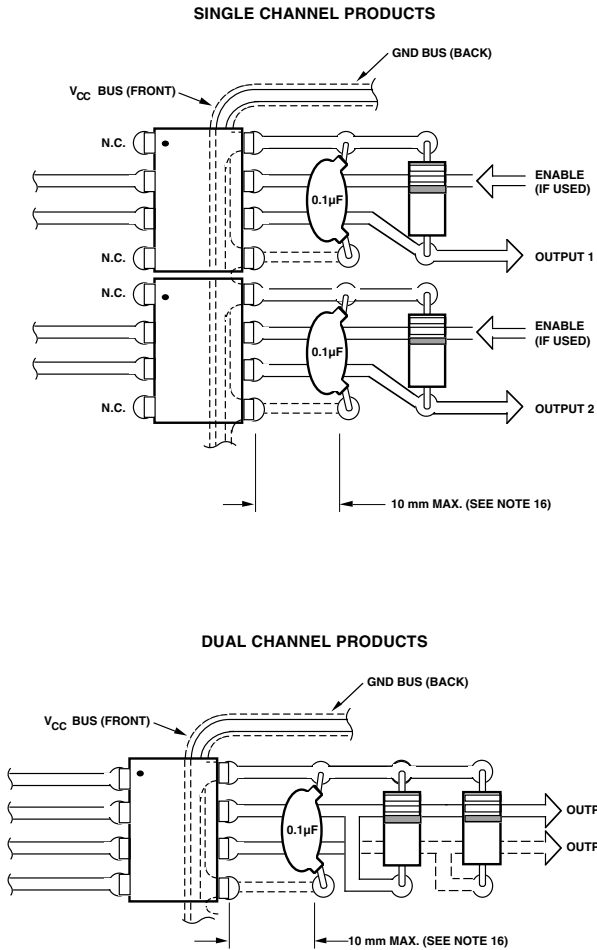 SINGLE CHANNEL PRODUCTS
GND BUS (BACK)
VCC BUS (FRONT)
N.C.
0.1µF
ENABLE
(IF USED)
N.C.
OUTPUT 1
N.C.
0.1µF
ENABLE
(IF USED)
N.C.
OUTPUT 2
10 mm MAX. (SEE NOTE 16)
DUAL CHANNEL PRODUCTS
GND BUS (BACK)
VCC BUS (FRONT)
OUTP
0.1µF
OUTP
10 mm MAX. (SEE NOTE 16)